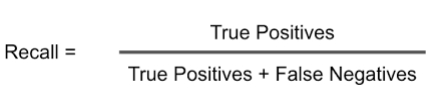 True Positives
Recall =
True Positives + False Negatives